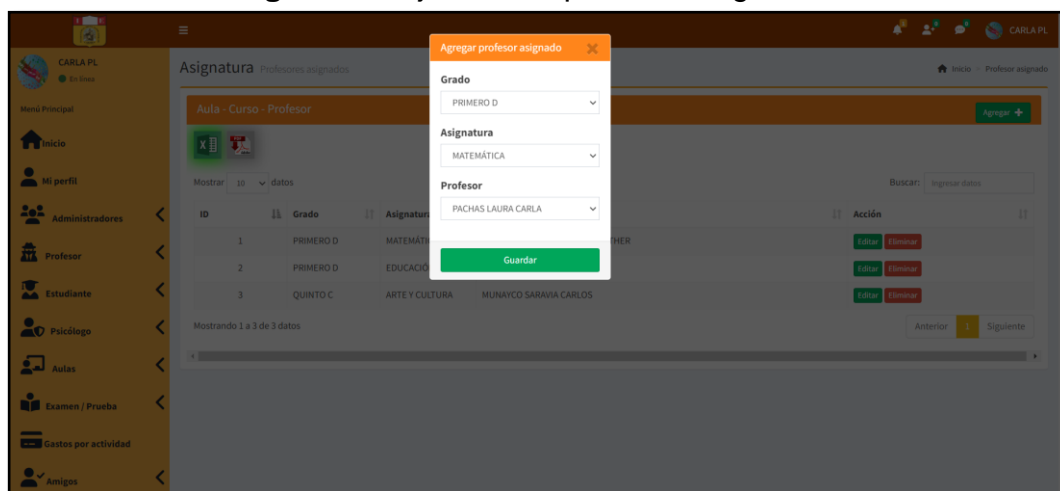 CARLA PL
CARLA PL
En línea
Asignatura Profesores asignados
Inicio - Profesor asignado
Menú Principal
Inicio
Mi perfil
Administradores
Profesor
Estudiante
Psicólogo
Aulas
Examen / Prueba
Gastos por actividad
Amigos
Aula - Curso - Profesor
Agregar
Mostrar 10 datos
Buscar: Ingresar datos
ID Grado Asignatura Acción
1 PRIMERO D Editar Eliminar
2 PRIMERO D Editar Eliminar
3 QUINTO C ARTE Y CULTURA MUNAYCO SARAVIA CARLOS Editar Eliminar
Mostrando 1 a 3 de 3 datos
Anterior 1 Siguiente
Agregar profesor asignado
Grado
PRIMERO D
Asignatura
MATEMÁTICA
Profesor
PACHAS LAURA CARLA
Guardar